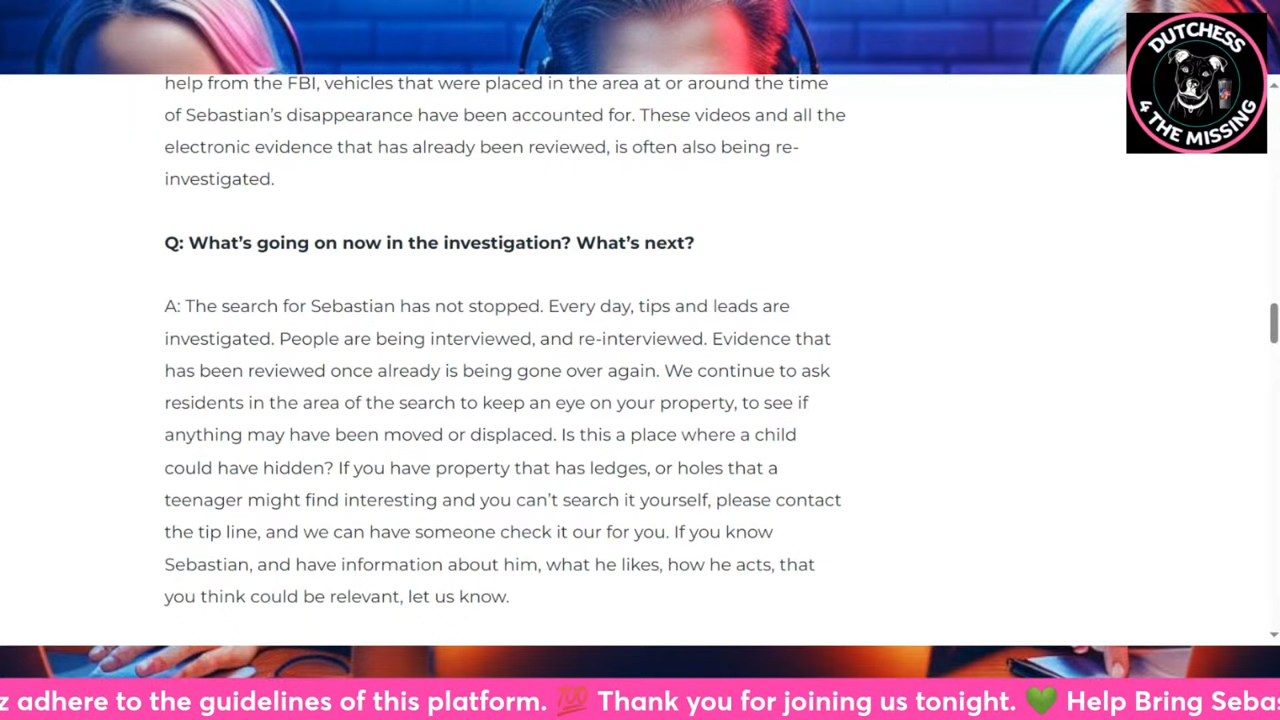 DUTCHESS
4 THE MISSING
help from the FBI, vehicles that were placed in the area at or around the time
of Sebastian’s disappearance have been accounted for. These videos and all the
electronic evidence that has already been reviewed, is often also being re-
investigated.
Q: What’s going on now in the investigation? What’s next?
A: The search for Sebastian has not stopped. Every day, tips and leads are
investigated. People are being interviewed, and re-interviewed. Evidence that
has been reviewed once already is being gone over again. We continue to ask
residents in the area of the search to keep an eye on your property, to see if
anything may have been moved or displaced. Is this a place where a child
could have hidden? If you have property that has ledges, or holes that a
teenager might find interesting and you can’t search it yourself, please contact
the tip line, and we can have someone check it our for you. If you know
Sebastian, and have information about him, what he likes, how he acts, that
you think could be relevant, let us know.
z adhere to the guidelines of this platform. 💯 Thank you for joining us tonight. 💚 Help Bring Sebas